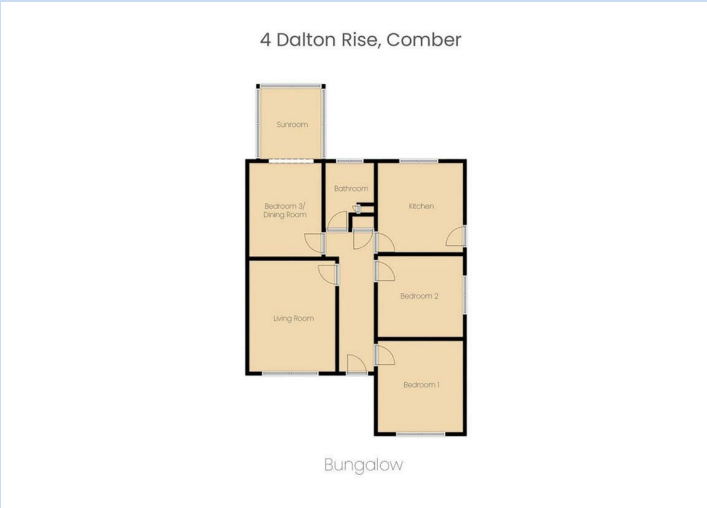 4 Dalton Rise, Comber
Sunroom
Bathroom
Kitchen
Bedroom 3/
Dining Room
Bedroom 2
Living Room
Bedroom 1
Bungalow